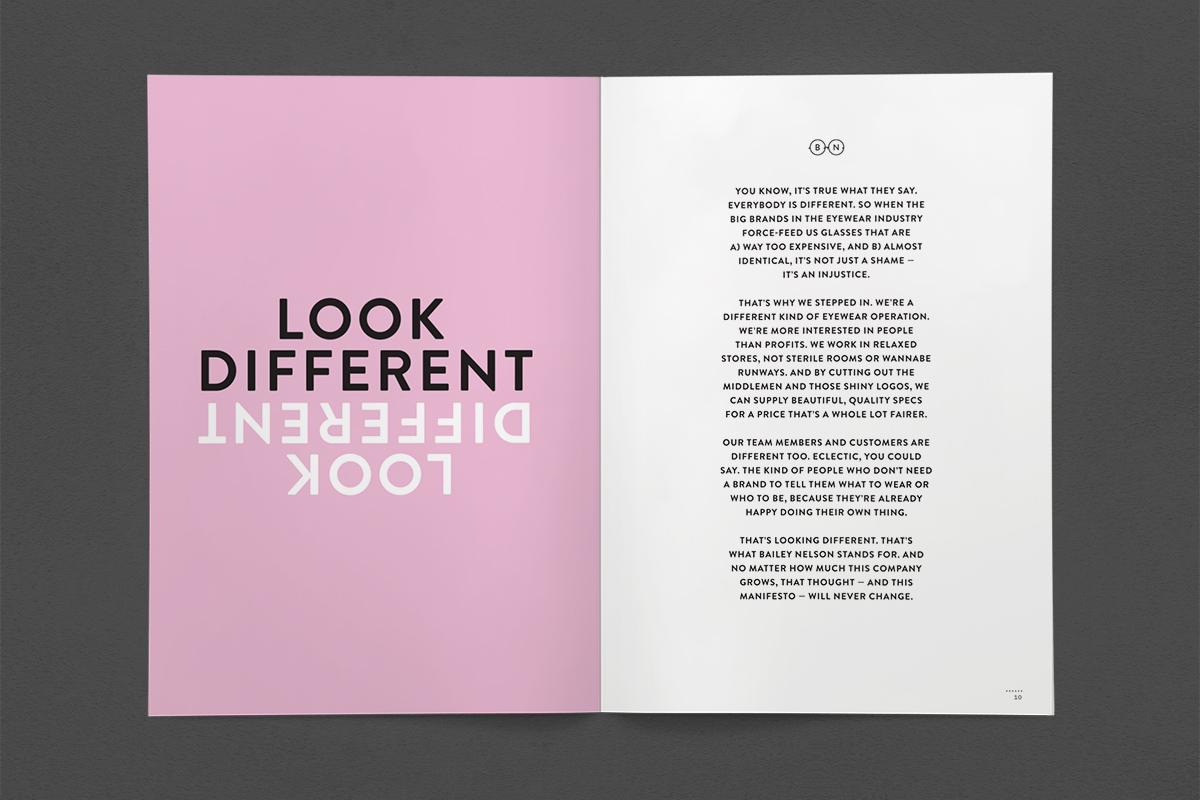 LOOK
DIFFERENT
DIFFERENT
LOOK
B N
YOU KNOW, IT'S TRUE WHAT THEY SAY.
EVERYBODY IS DIFFERENT. SO WHEN THE
BIG BRANDS IN THE EYEWEAR INDUSTRY
FORCE-FEED US GLASSES THAT ARE
A) WAY TOO EXPENSIVE, AND B) ALMOST
IDENTICAL, IT'S NOT JUST A SHAME –
IT'S AN INJUSTICE.
THAT'S WHY WE STEPPED IN. WE'RE A
DIFFERENT KIND OF EYEWEAR OPERATION.
WE'RE MORE INTERESTED IN PEOPLE
THAN PROFITS. WE WORK IN RELAXED
STORES, NOT STERILE ROOMS OR WANNABE
RUNWAYS. AND BY CUTTING OUT THE
MIDDLEMEN AND THOSE SHINY LOGOS, WE
CAN SUPPLY BEAUTIFUL, QUALITY SPECS
FOR A PRICE THAT'S A WHOLE LOT FAIRER.
OUR TEAM MEMBERS AND CUSTOMERS ARE
DIFFERENT TOO. ECLECTIC, YOU COULD
SAY. THE KIND OF PEOPLE WHO DON'T NEED
A BRAND TO TELL THEM WHAT TO WEAR OR
WHO TO BE, BECAUSE THEY'RE ALREADY
HAPPY DOING THEIR OWN THING.
THAT'S LOOKING DIFFERENT. THAT'S
WHAT BAILEY NELSON STANDS FOR. AND
NO MATTER HOW MUCH THIS COMPANY
GROWS, THAT THOUGHT – AND THIS
MANIFESTO – WILL NEVER CHANGE.
10